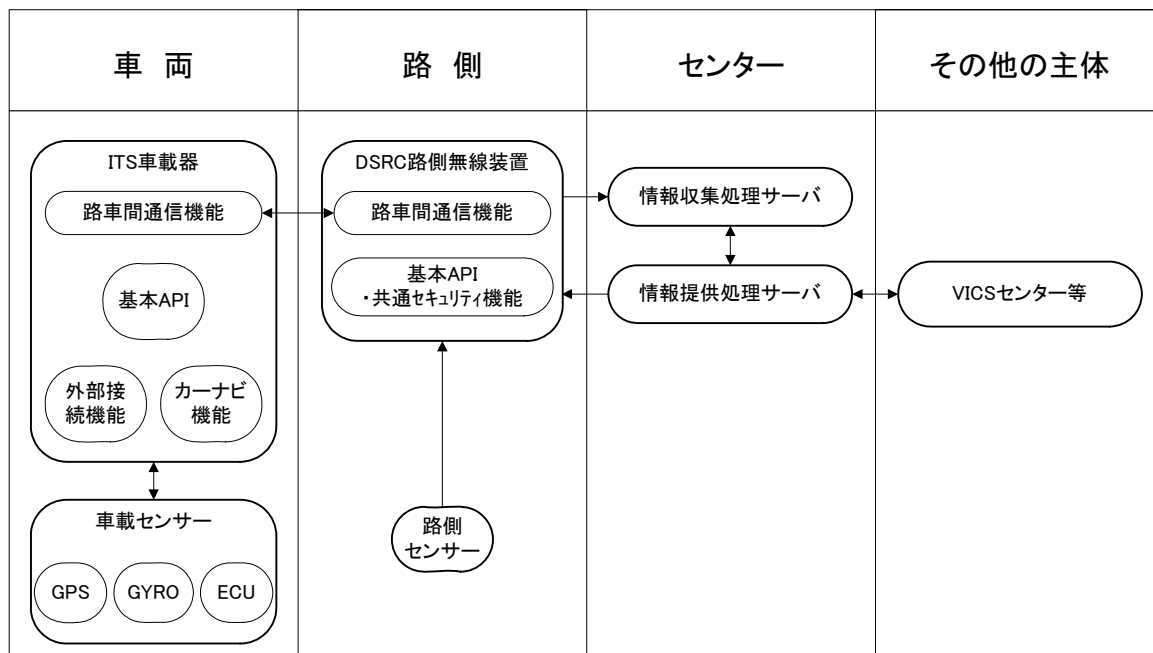 車 両
路 側
センター
その他の主体
ITS車載器
路車間通信機能
基本API
外部接
続機能
カーナビ
機能
車載センサー
GPS
GYRO
ECU
DSRC路側無線装置
路車間通信機能
基本API
・共通セキュリティ機能
路側
センサー
情報収集処理サーバ
情報提供処理サーバ
VICSセンター等